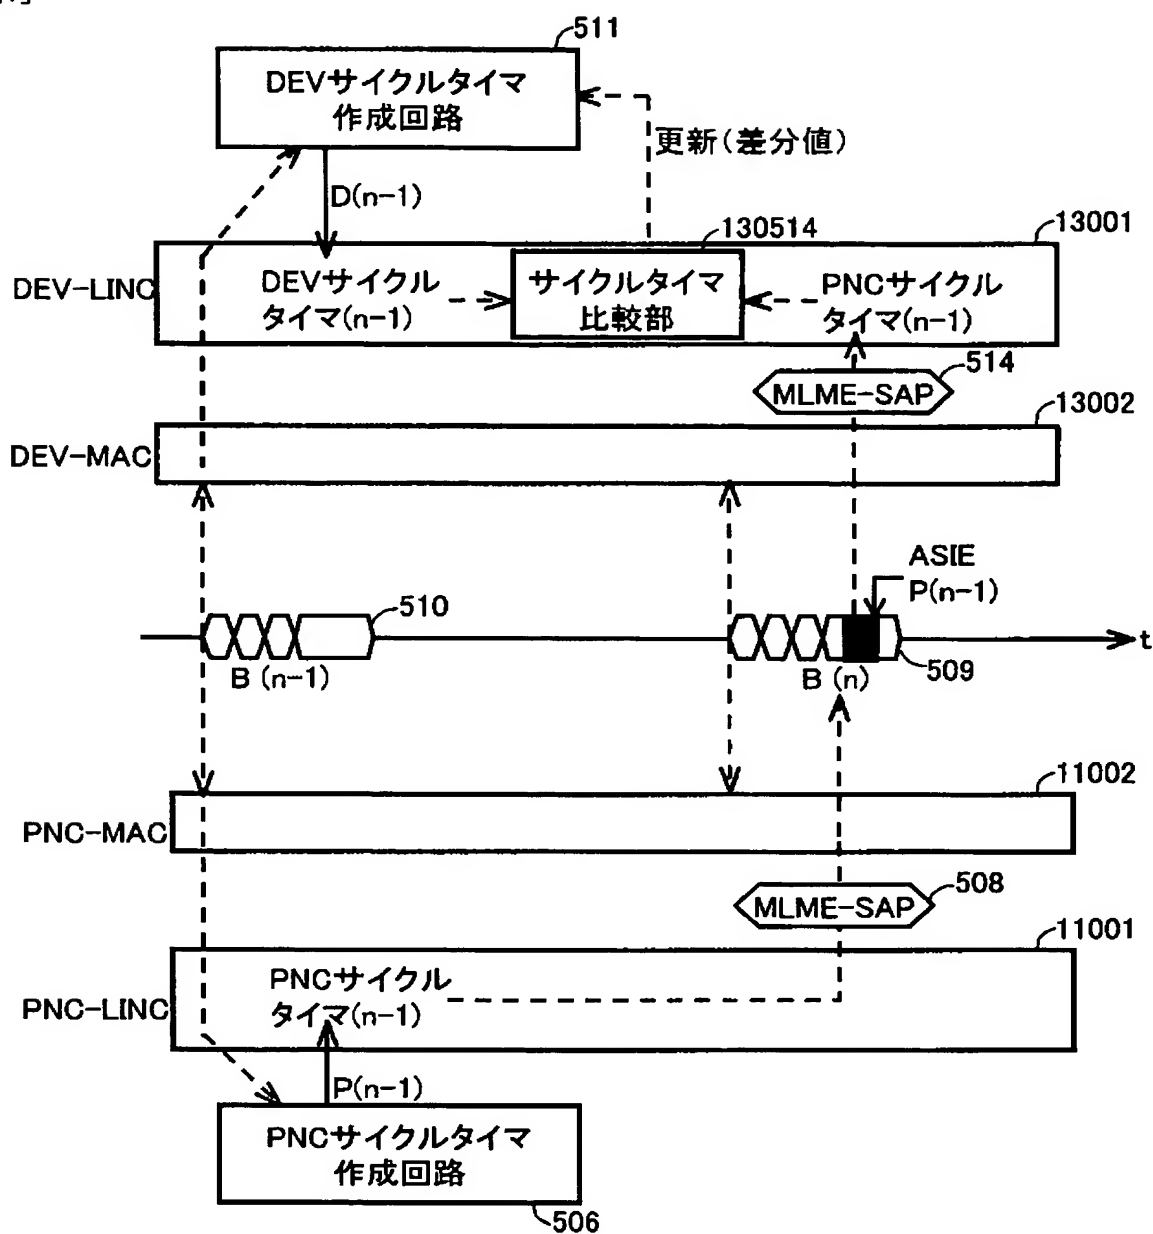 511
DEVサイクルタイマ
作成回路
更新(差分値)
D(n-1)
130514
13001
DEV-LINC
DEVサイクル
タイマ(n-1)
サイクルタイマ
比較部
PNCサイクル
タイマ(n-1)
514
MLME-SAP
13002
DEV-MAC
ASIE
P(n-1)
510
t
B (n-1)
B (n)
509
11002
PNC-MAC
508
MLME-SAP
11001
PNC-LINC
PNCサイクル
タイマ(n-1)
P(n-1)
PNCサイクルタイマ
作成回路
506